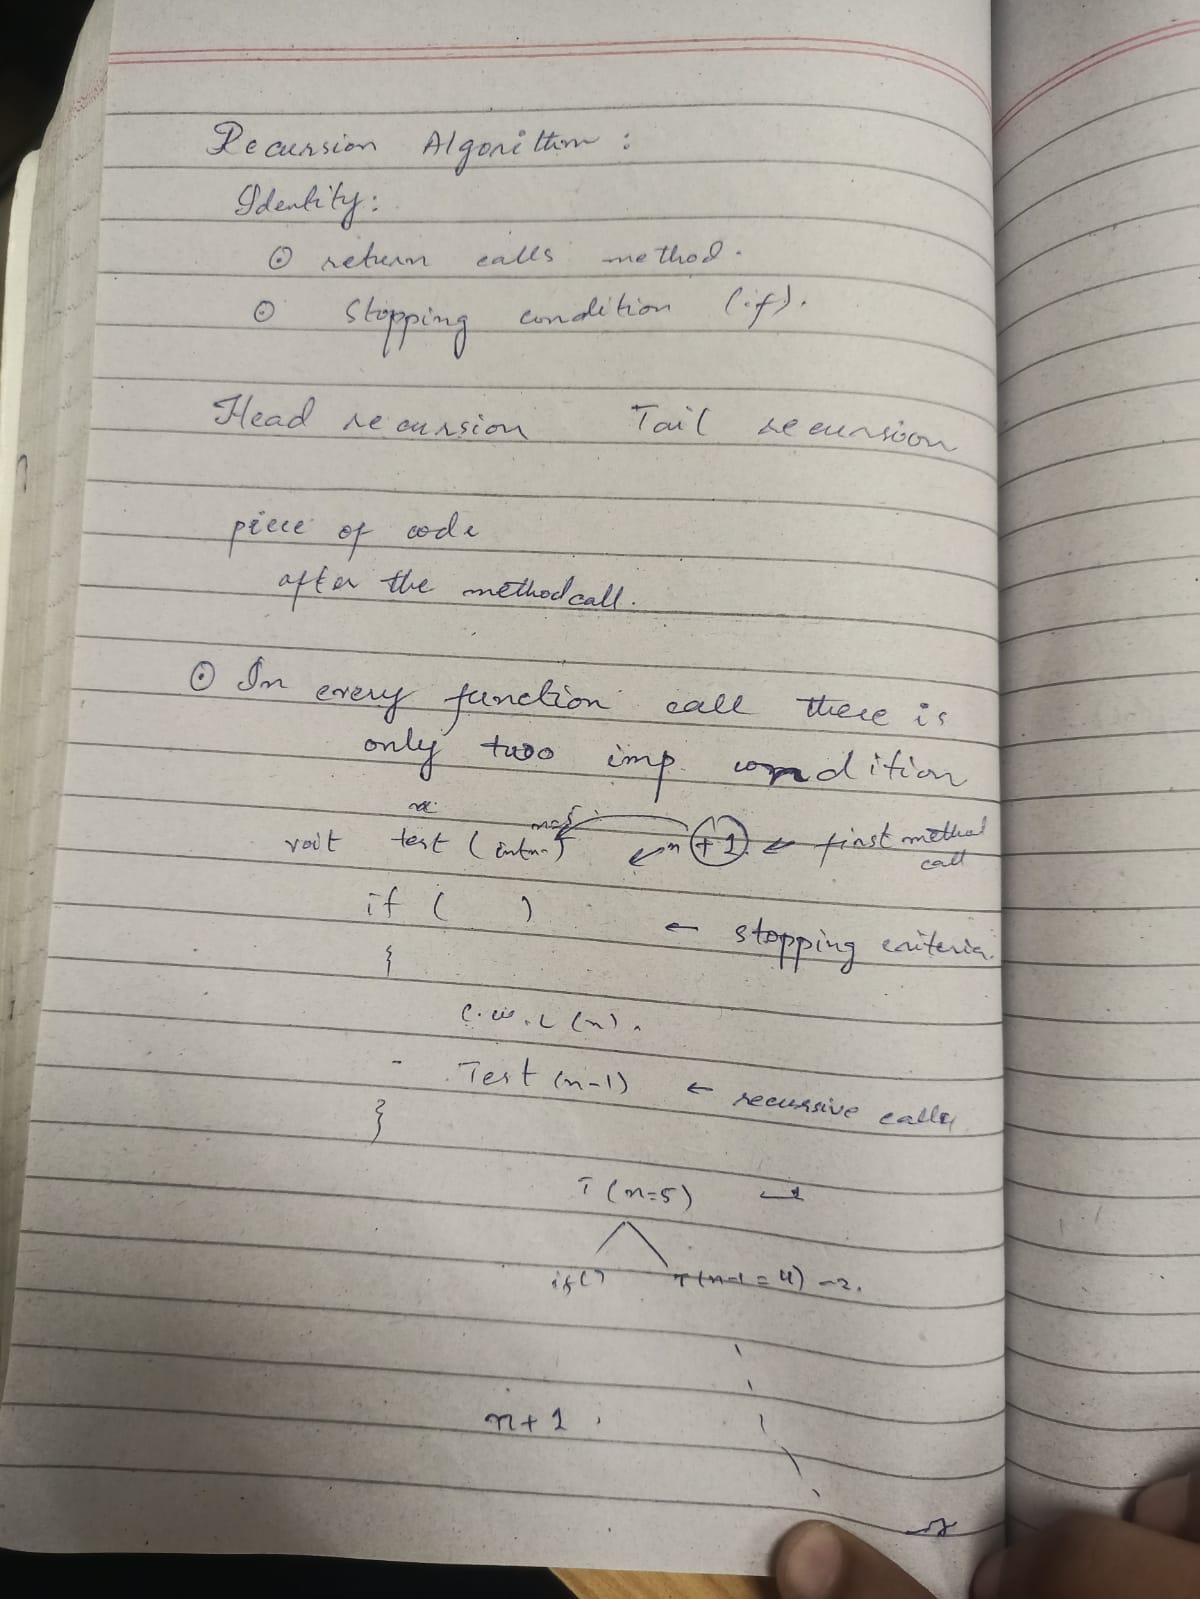 Recursion Algorithm :
Identity:
⊙ return calls method.
⊙ Stopping condition (if).
Head recursion Tail recursion
piece of code
after the method call.
⊙ In every function call there is
only two imp. condition
n=5
voit test (int n) n + 1 ← first method
call
if ( )
← stopping criteria.
{
C.W.L (n).
Test (n-1) ← recursive calls
}
T (n=5) → 1
if() T(n-1 = 4) → 2.
n+1